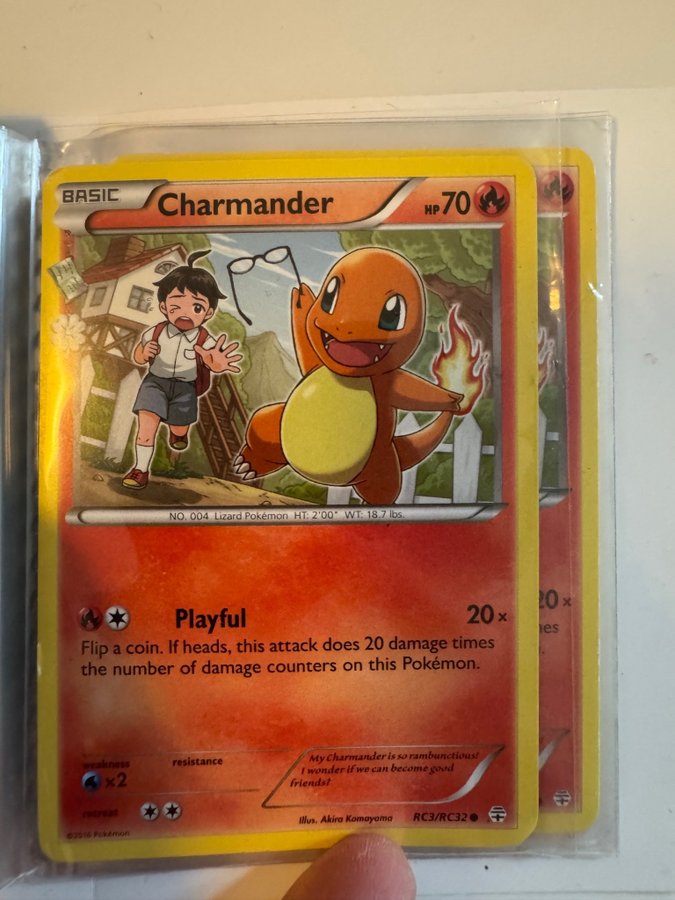 BASIC
Charmander
HP 70
NO. 004 Lizard Pokémon HT: 2'00" WT: 18.7 lbs.
Playful 20×
Flip a coin. If heads, this attack does 20 damage times
the number of damage counters on this Pokémon.
weakness resistance
×2
retreat
My Charmander is so rambunctious!
I wonder if we can become good
friends!
Illus. Akira Komayama RC3/RC32
©2016 Pokémon
20×
nes